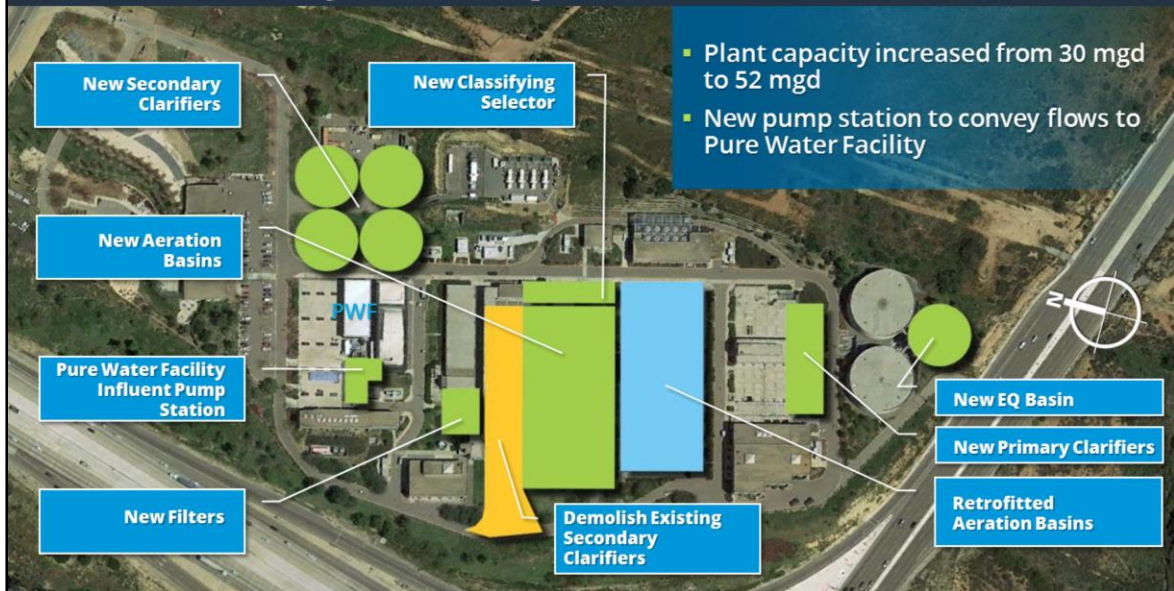 Plant capacity increased from 30 mgd
to 52 mgd
New pump station to convey flows to
Pure Water Facility
New Secondary
Clarifiers
New Classifying
Selector
New Aeration
Basins
PWF
N
Pure Water Facility
Influent Pump
Station
New EQ Basin
New Primary Clarifiers
Retrofitted
Aeration Basins
New Filters
Demolish Existing
Secondary
Clarifiers